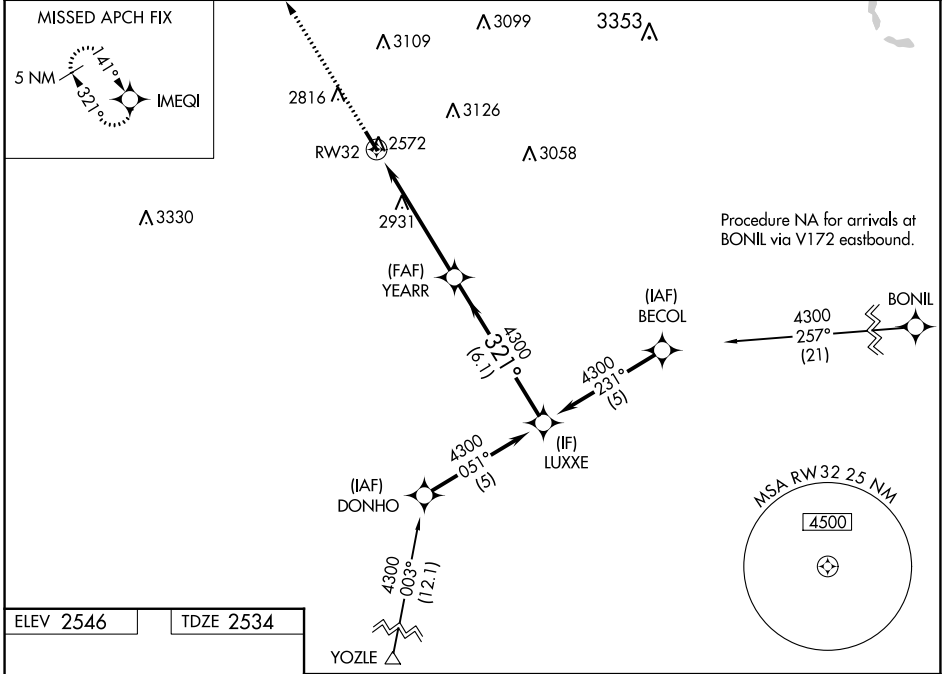 MISSED APCH FIX
5 NM
141°
321°
IMEQI
3109
3099
3353
2816
3126
RW32
2572
3058
3330
2931
Procedure NA for arrivals at
BONIL via V172 eastbound.
(FAF)
YEARR
(IAF)
BECOL
BONIL
4300
257°
(21)
4300
321°
(6.1)
4300
231°
(5)
(IF)
LUXXE
4300
051°
(5)
(IAF)
DONHO
MSA RW32 25 NM
4500
4300
003°
(12.1)
ELEV 2546
TDZE 2534
YOZLE